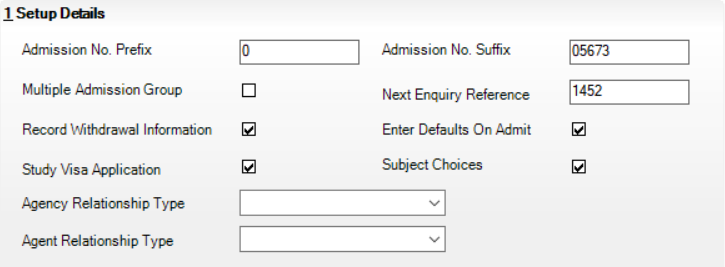 1 Setup Details
Admission No. Prefix 0 Admission No. Suffix 05673
Multiple Admission Group Next Enquiry Reference 1452
Record Withdrawal Information Enter Defaults On Admit
Study Visa Application Subject Choices
Agency Relationship Type
Agent Relationship Type